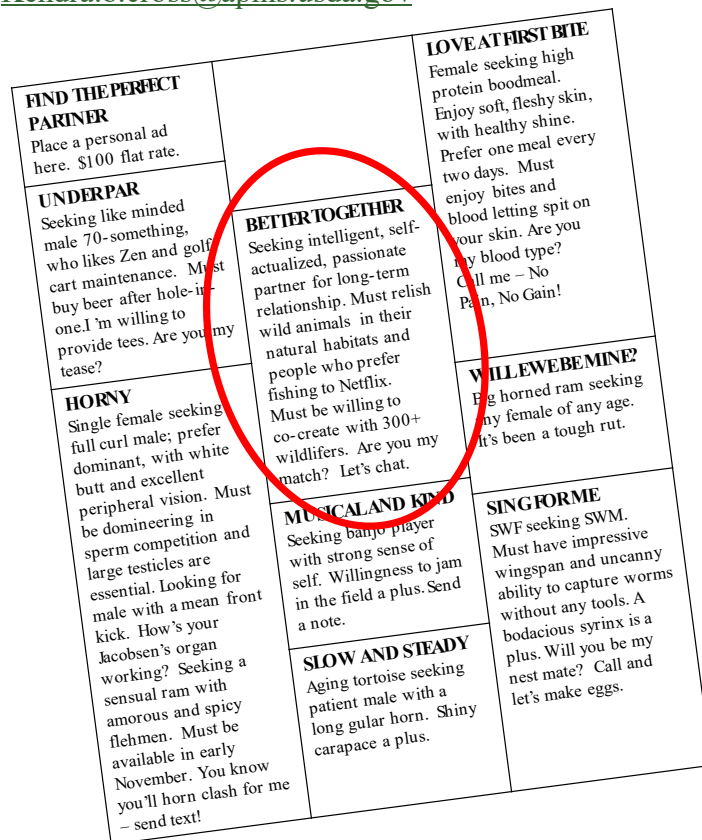 Kendra.c.cross@aphis.usda.gov
FIND THE PERFECT
PARTNER
Place a personal ad
here. $100 flat rate.
UNDER PAR
Seeking like minded
male 70-something,
who likes Zen and golf
cart maintenance. Must
buy beer after hole-in-
one.I 'm willing to
provide tees. Are you my
tease?
HORNY
Single female seeking
full curl male; prefer
dominant, with white
butt and excellent
peripheral vision. Must
be domineering in
sperm competition and
large testicles are
essential. Looking for
male with a mean front
kick. How's your
Jacobsen's organ
working? Seeking a
sensual ram with
amorous and spicy
flehmen. Must be
available in early
November. You know
you'll horn clash for me
– send text!
BETTER TOGETHER
Seeking intelligent, self-
actualized, passionate
partner for long-term
relationship. Must relish
wild animals in their
natural habitats and
people who prefer
fishing to Netflix.
Must be willing to
co-create with 300+
wildlifers. Are you my
match? Let's chat.
MUSICAL AND KIND
Seeking banjo player
with strong sense of
self. Willingness to jam
in the field a plus. Send
a note.
SLOW AND STEADY
Aging tortoise seeking
patient male with a
long gular horn. Shiny
carapace a plus.
LOVE AT FIRST BITE
Female seeking high
protein boodmeal.
Enjoy soft, fleshy skin,
with healthy shine.
Prefer one meal every
two days. Must
enjoy bites and
blood letting spit on
your skin. Are you
my blood type?
Call me – No
Pain, No Gain!
WILL EWE BE MINE?
Big horned ram seeking
any female of any age.
It's been a tough rut.
SING FOR ME
SWF seeking SWM.
Must have impressive
wingspan and uncanny
ability to capture worms
without any tools. A
bodacious syrinx is a
plus. Will you be my
nest mate? Call and
let's make eggs.